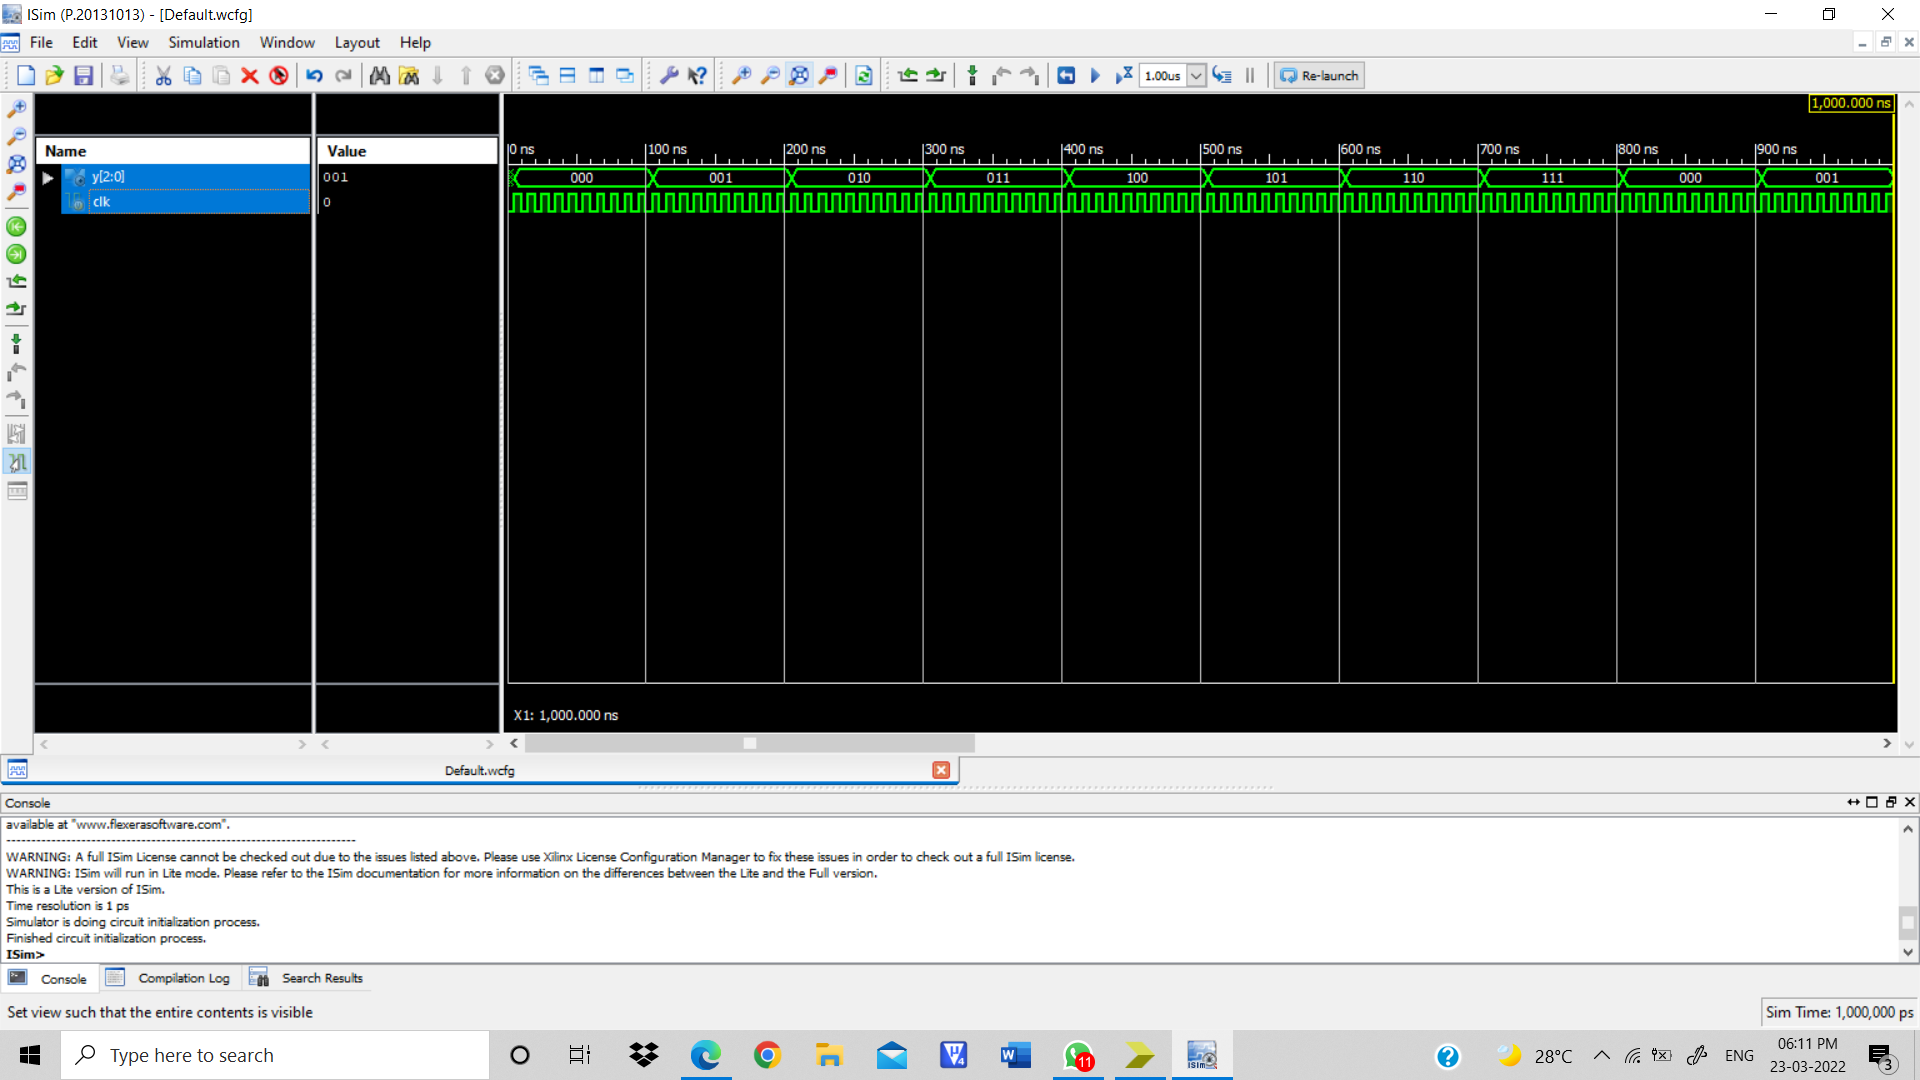 ISim (P.20131013) - [Default.wcfg]
File Edit View Simulation Window Layout Help
1.00us Re-launch
1,000.000 ns
Name Value
0 ns 100 ns 200 ns 300 ns 400 ns 500 ns 600 ns 700 ns 800 ns 900 ns
y[2:0] 001 000 001 010 011 100 101 110 111 000 001
clk 0
X1: 1,000.000 ns
Default.wcfg
Console
available at "www.flexerasoftware.com".
----------------------------------------------------------------------
WARNING: A full ISim License cannot be checked out due to the issues listed above. Please use Xilinx License Configuration Manager to fix these issues in order to check out a full ISim license.
WARNING: ISim will run in Lite mode. Please refer to the ISim documentation for more information on the differences between the Lite and the Full version.
This is a Lite version of ISim.
Time resolution is 1 ps
Simulator is doing circuit initialization process.
Finished circuit initialization process.
ISim>
Console Compilation Log Search Results
Set view such that the entire contents is visible Sim Time: 1,000,000 ps
Type here to search 11 28°C ENG 06:11 PM
23-03-2022 3